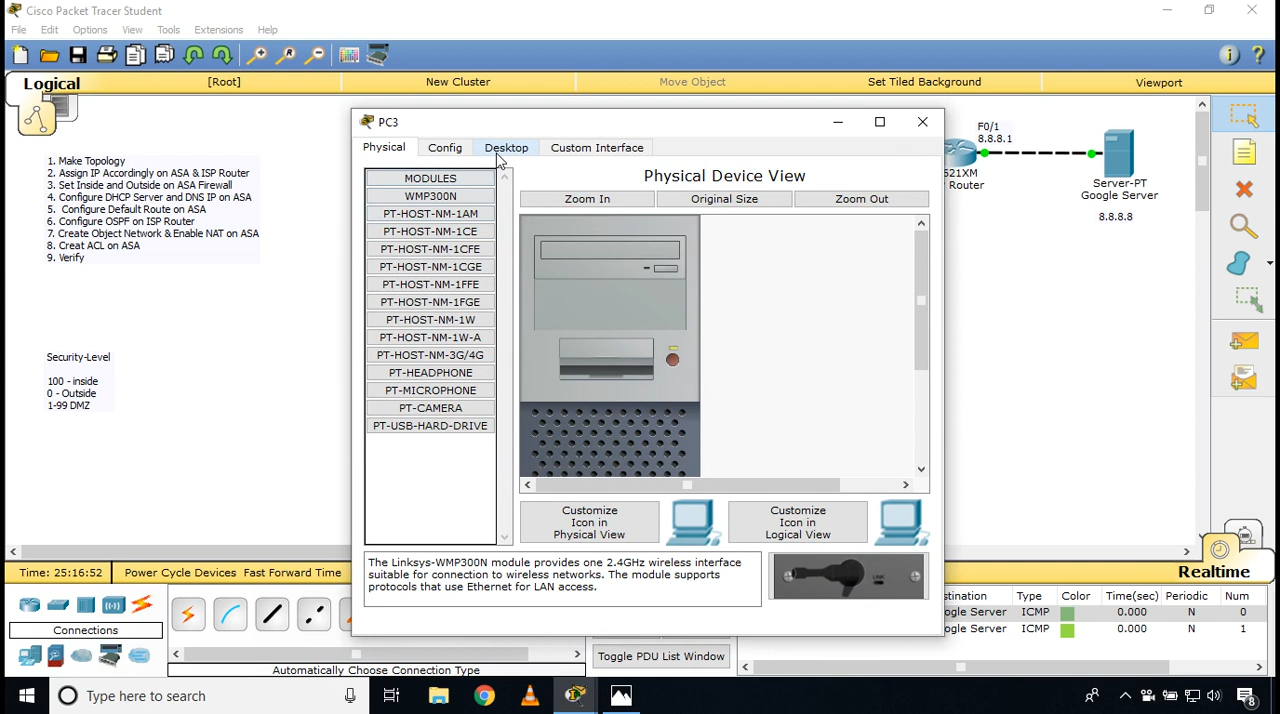 Cisco Packet Tracer Student
File Edit Options View Tools Extensions Help
Logical
[Root]
New Cluster
Move Object
Set Tiled Background
Viewport
1. Make Topology
2. Assign IP Accordingly on ASA & ISP Router
3. Set Inside and Outside on ASA Firewall
4. Configure DHCP Server and DNS IP on ASA
5. Configure Default Route on ASA
6. Configure OSPF on ISP Router
7. Create Object Network & Enable NAT on ASA
8. Creat ACL on ASA
9. Verify
Security-Level
100 - inside
0 - Outside
1-99 DMZ
PC3
Physical Config Desktop Custom Interface
MODULES
WMP300N
PT-HOST-NM-1AM
PT-HOST-NM-1CE
PT-HOST-NM-1CFE
PT-HOST-NM-1CGE
PT-HOST-NM-1FFE
PT-HOST-NM-1FGE
PT-HOST-NM-1W
PT-HOST-NM-1W-A
PT-HOST-NM-3G/4G
PT-HEADPHONE
PT-MICROPHONE
PT-CAMERA
PT-USB-HARD-DRIVE
Physical Device View
Zoom In
Original Size
Zoom Out
Customize
Icon in
Physical View
Customize
Icon in
Logical View
The Linksys-WMP300N module provides one 2.4GHz wireless interface
suitable for connection to wireless networks. The module supports
protocols that use Ethernet for LAN access.
LINK
F0/1
8.8.8.1
621XM
Router
Server-PT
Google Server
8.8.8.8
Time: 25:16:52
Power Cycle Devices Fast Forward Time
Realtime
Connections
Automatically Choose Connection Type
Toggle PDU List Window
stination Type Color Time(sec) Periodic Num
ogle Server ICMP 0.000 N 0
ogle Server ICMP 0.000 N 1
Type here to search
8